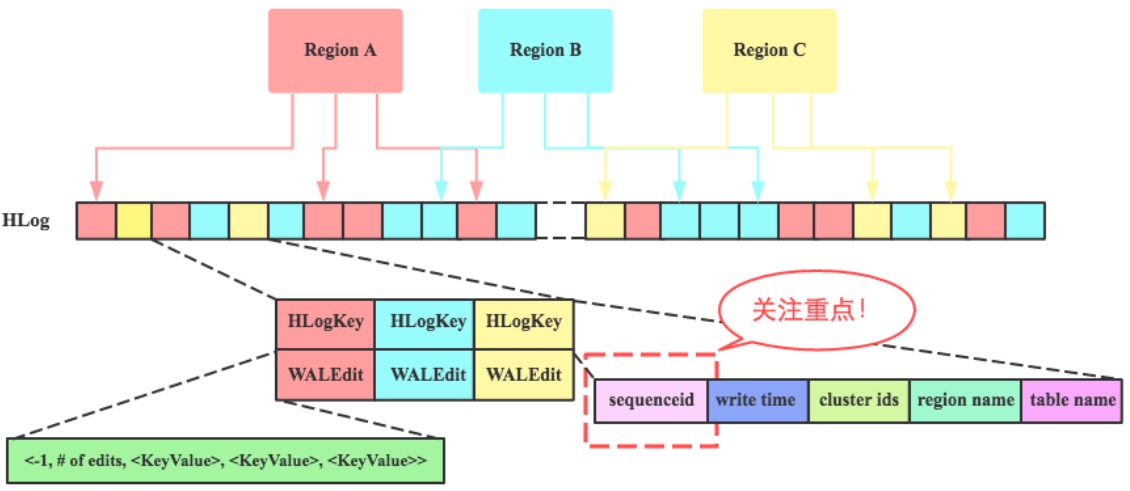 Region A
Region B
Region C
HLog
HLogKey
HLogKey
HLogKey
WALEdit
WALEdit
WALEdit
关注重点!
sequenceid
write time
cluster ids
region name
table name
<-1, # of edits, <KeyValue>, <KeyValue>, <KeyValue>>